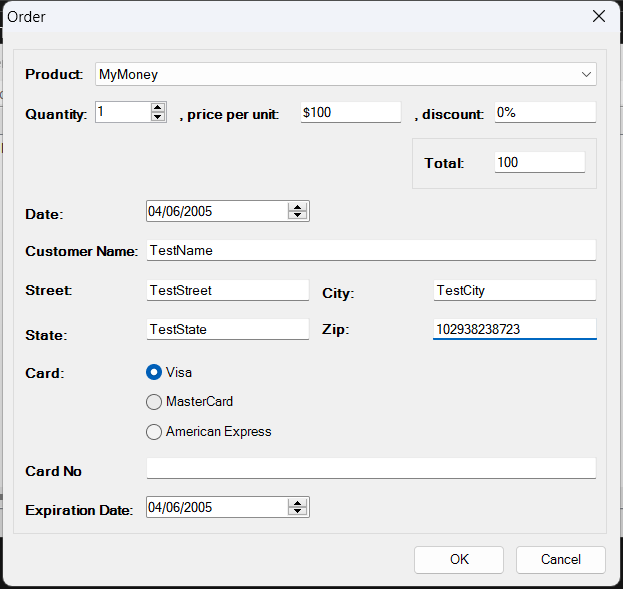 Order
Product: MyMoney
Quantity: 1 , price per unit: $100 , discount: 0%
Total: 100
Date: 04/06/2005
Customer Name: TestName
Street: TestStreet City: TestCity
State: TestState Zip: 102938238723
Card: Visa
MasterCard
American Express
Card No
Expiration Date: 04/06/2005
OK Cancel